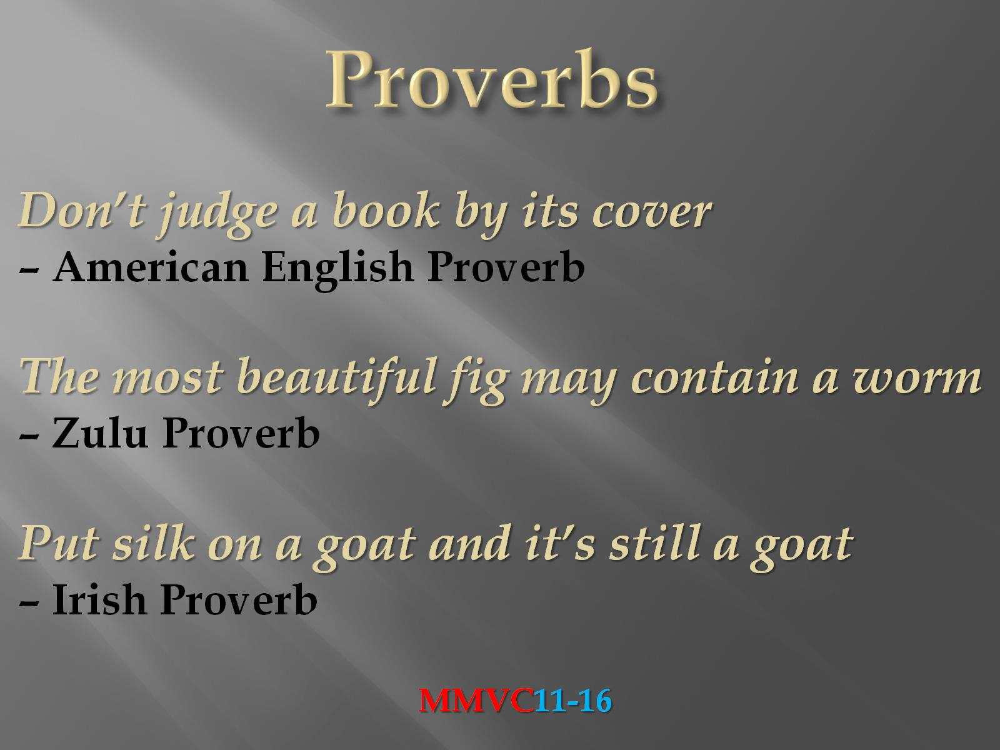 Proverbs
Don’t judge a book by its cover
– American English Proverb
The most beautiful fig may contain a worm
– Zulu Proverb
Put silk on a goat and it’s still a goat
– Irish Proverb
MMVC11-16